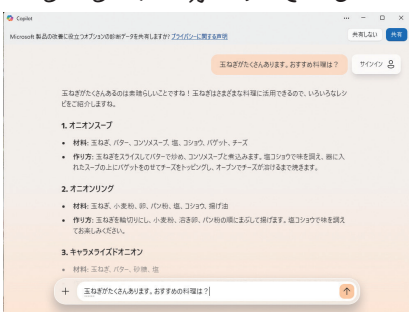 Copilot
Microsoft 製品の改善に役立つオプションの診断データを共有しますか? プライバシーに関する声明
共有しない
共有
玉ねぎがたくさんあります。おすすめ料理は？
サインイン
玉ねぎがたくさんあるのは素晴らしいことですね！玉ねぎはさまざまな料理に活用できるので、いろいろなレシ
ピをご紹介しますね。
1. オニオンスープ
• 材料: 玉ねぎ、バター、コンソメスープ、塩、コショウ、バゲット、チーズ
• 作り方: 玉ねぎをスライスしてバターで炒め、コンソメスープと煮込みます。塩コショウで味を調え、器に入
れたスープの上にバゲットをのせてチーズをトッピングし、オーブンでチーズが溶けるまで焼きます。
2. オニオンリング
• 材料: 玉ねぎ、小麦粉、卵、パン粉、塩、コショウ、揚げ油
• 作り方: 玉ねぎを輪切りにし、小麦粉、溶き卵、パン粉の順にまぶして揚げます。塩コショウで味を調え
てお楽しみください。
3. キャラメライズドオニオン
• 材料: 玉ねぎ、バター、砂糖、塩
玉ねぎがたくさんあります。おすすめの料理は？